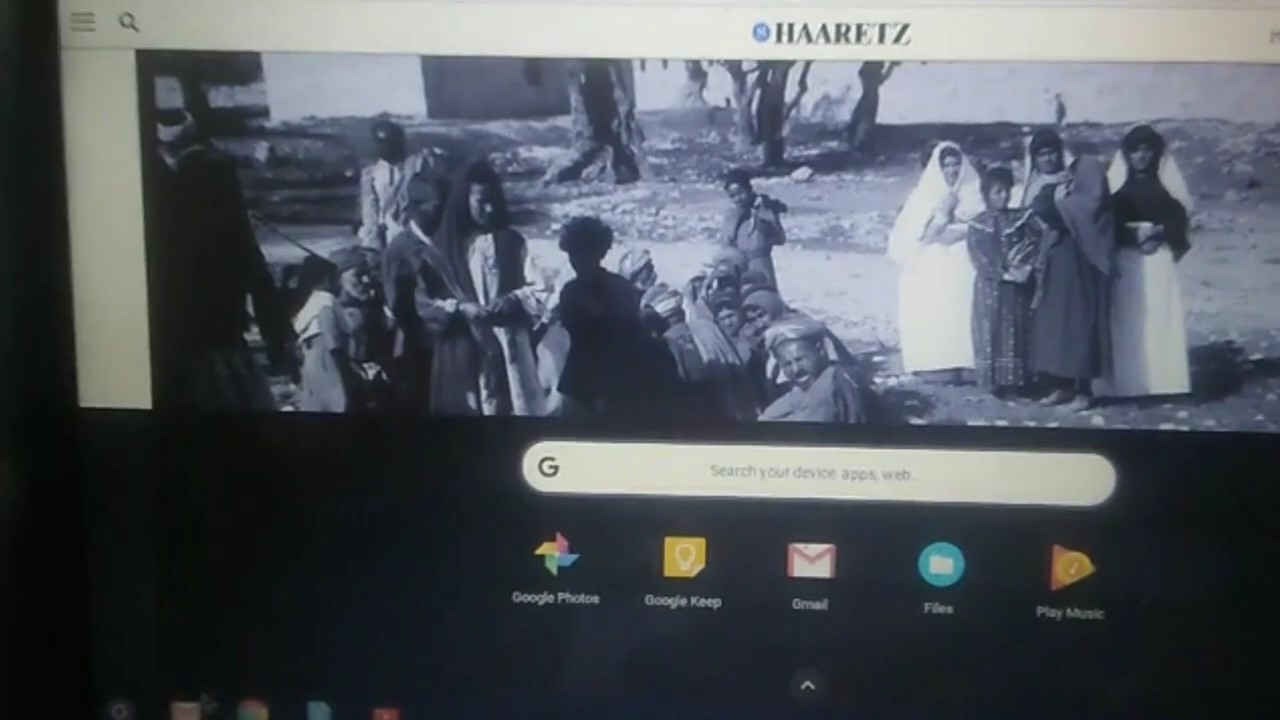 HAARETZ
G Search your device, apps, web...
Google Photos
Google Keep
Gmail
Files
Play Music